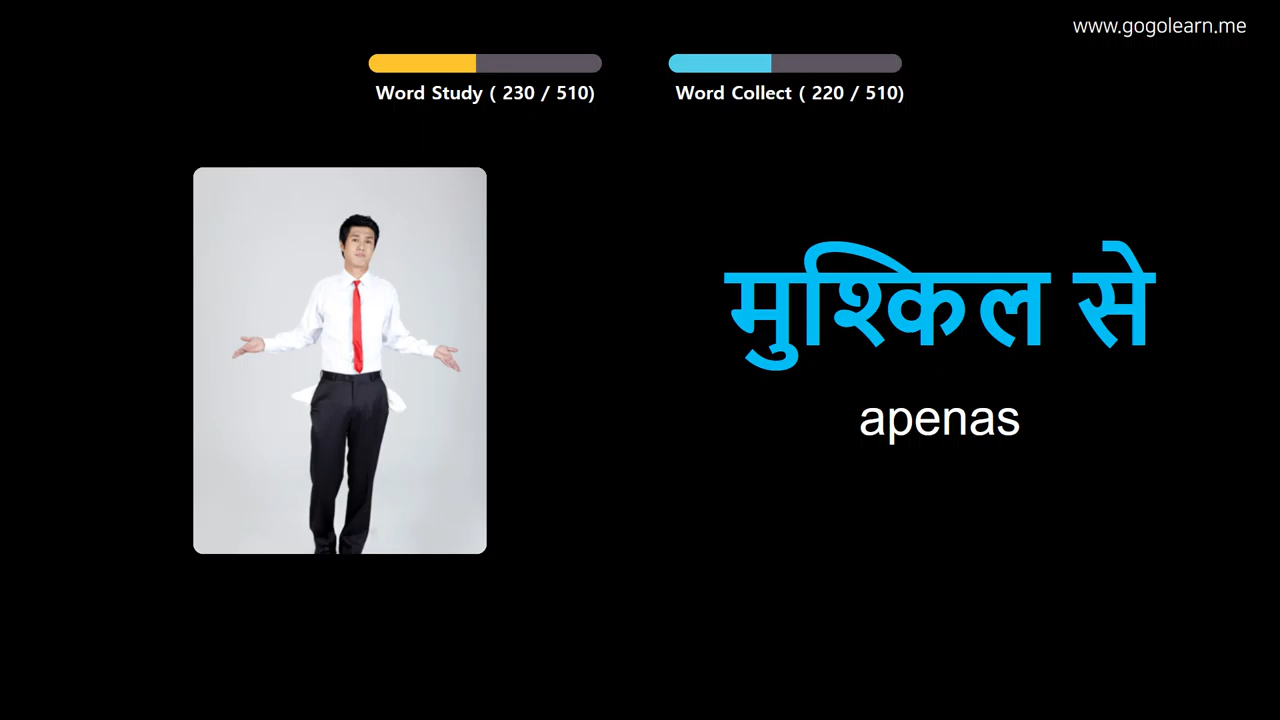 www.gogolearn.me
Word Study ( 230 / 510)
Word Collect ( 220 / 510)
मुश्किल से
apenas